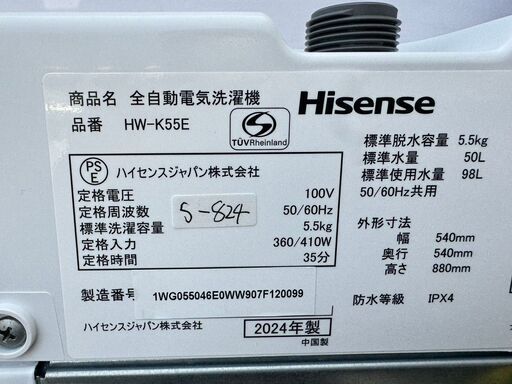 商品名 全自動電気洗濯機
品番 HW-K55E
Hisense
TÜVRheinland
PS
E
ハイセンスジャパン株式会社
定格電圧 100V
定格周波数 50/60Hz
標準洗濯容量 5.5kg
定格入力 360/410W
定格時間 35分
S-824
製造番号 1WG055046E0WW907F120099
ハイセンスジャパン株式会社
2024年製
中国製
標準脱水容量 5.5kg
標準水量 50L
標準使用水量 98L
50/60Hz共用
外形寸法
幅 540mm
奥行 540mm
高さ 880mm
防水等級 IPX4